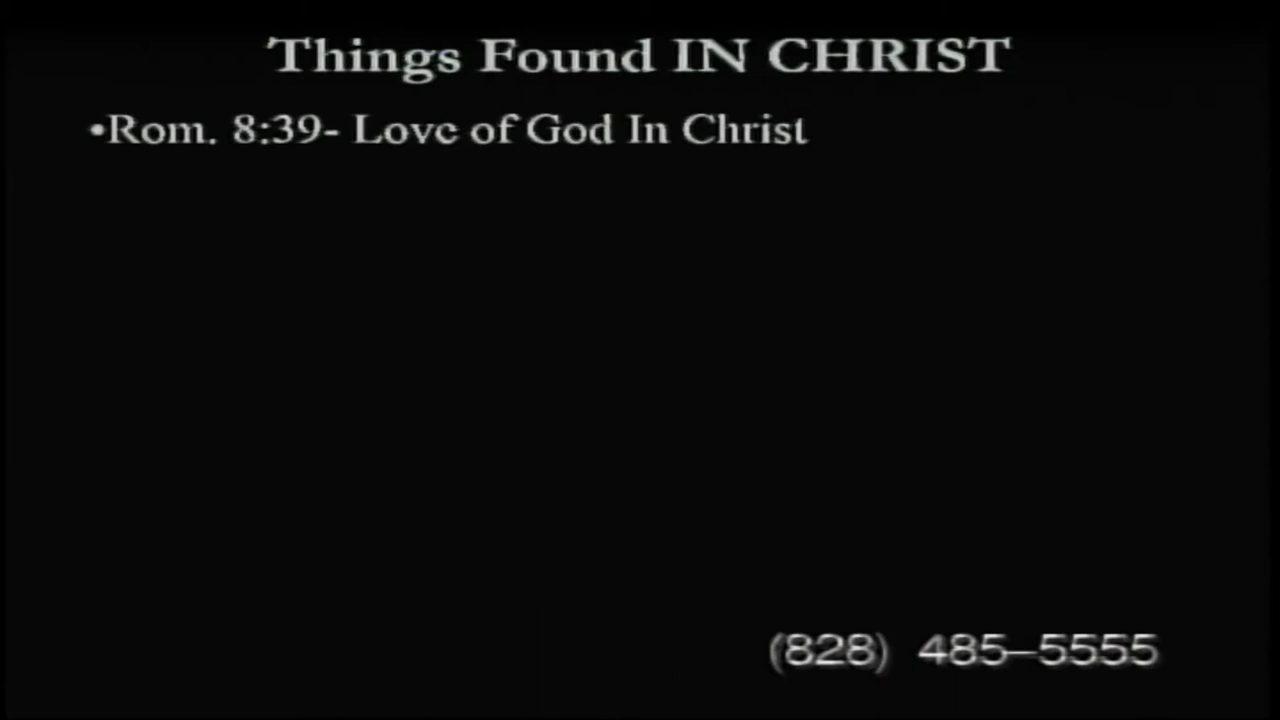 Things Found IN CHRIST
•Rom. 8:39- Love of God In Christ
(828) 485–5555